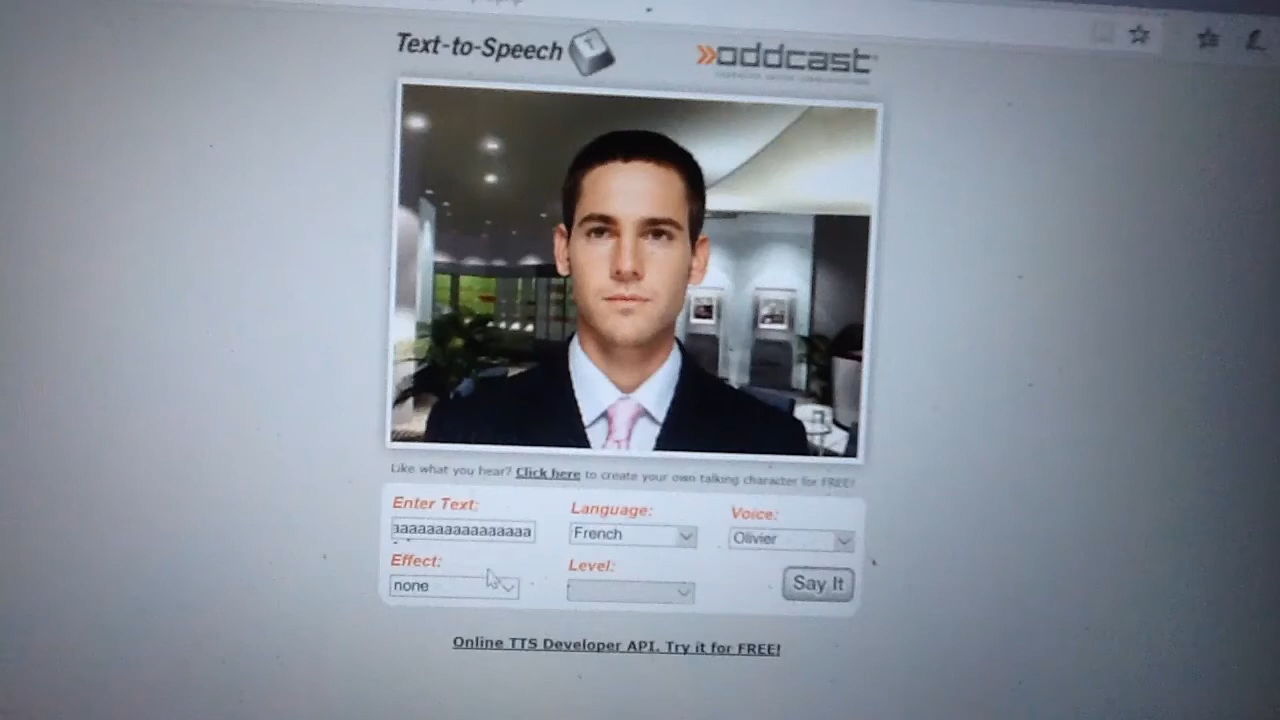 Text-to-Speech T
oddcast
Like what you hear? Click here to create your own talking character for FREE!
Enter Text: Language: Voice:
aaaaaaaaaaaaaaaaa French Olivier
Effect: Level:
none Say It
Online TTS Developer API. Try it for FREE!